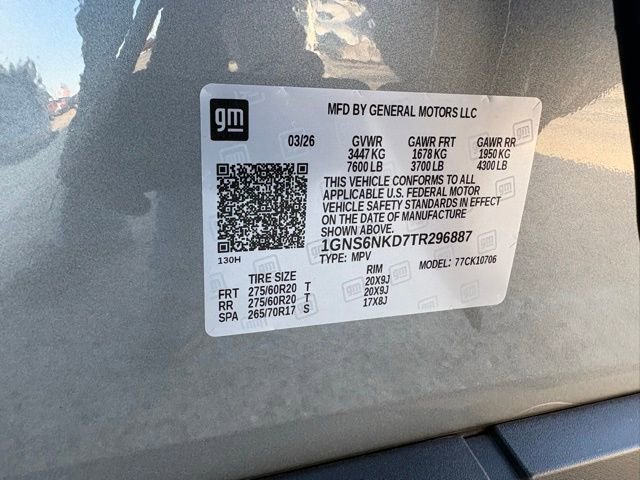 gm
MFD BY GENERAL MOTORS LLC
03/26 GVWR GAWR FRT GAWR RR
3447 KG 1678 KG 1950 KG
7600 LB 3700 LB 4300 LB
THIS VEHICLE CONFORMS TO ALL
APPLICABLE U.S. FEDERAL MOTOR
VEHICLE SAFETY STANDARDS IN EFFECT
ON THE DATE OF MANUFACTURE
SHOWN ABOVE.
1GNS6NKD7TR296887
130H TYPE: MPV MODEL: 77CK10706
TIRE SIZE RIM
FRT 275/60R20 T 20X9J
RR 275/60R20 T 20X9J
SPA 265/70R17 S 17X8J